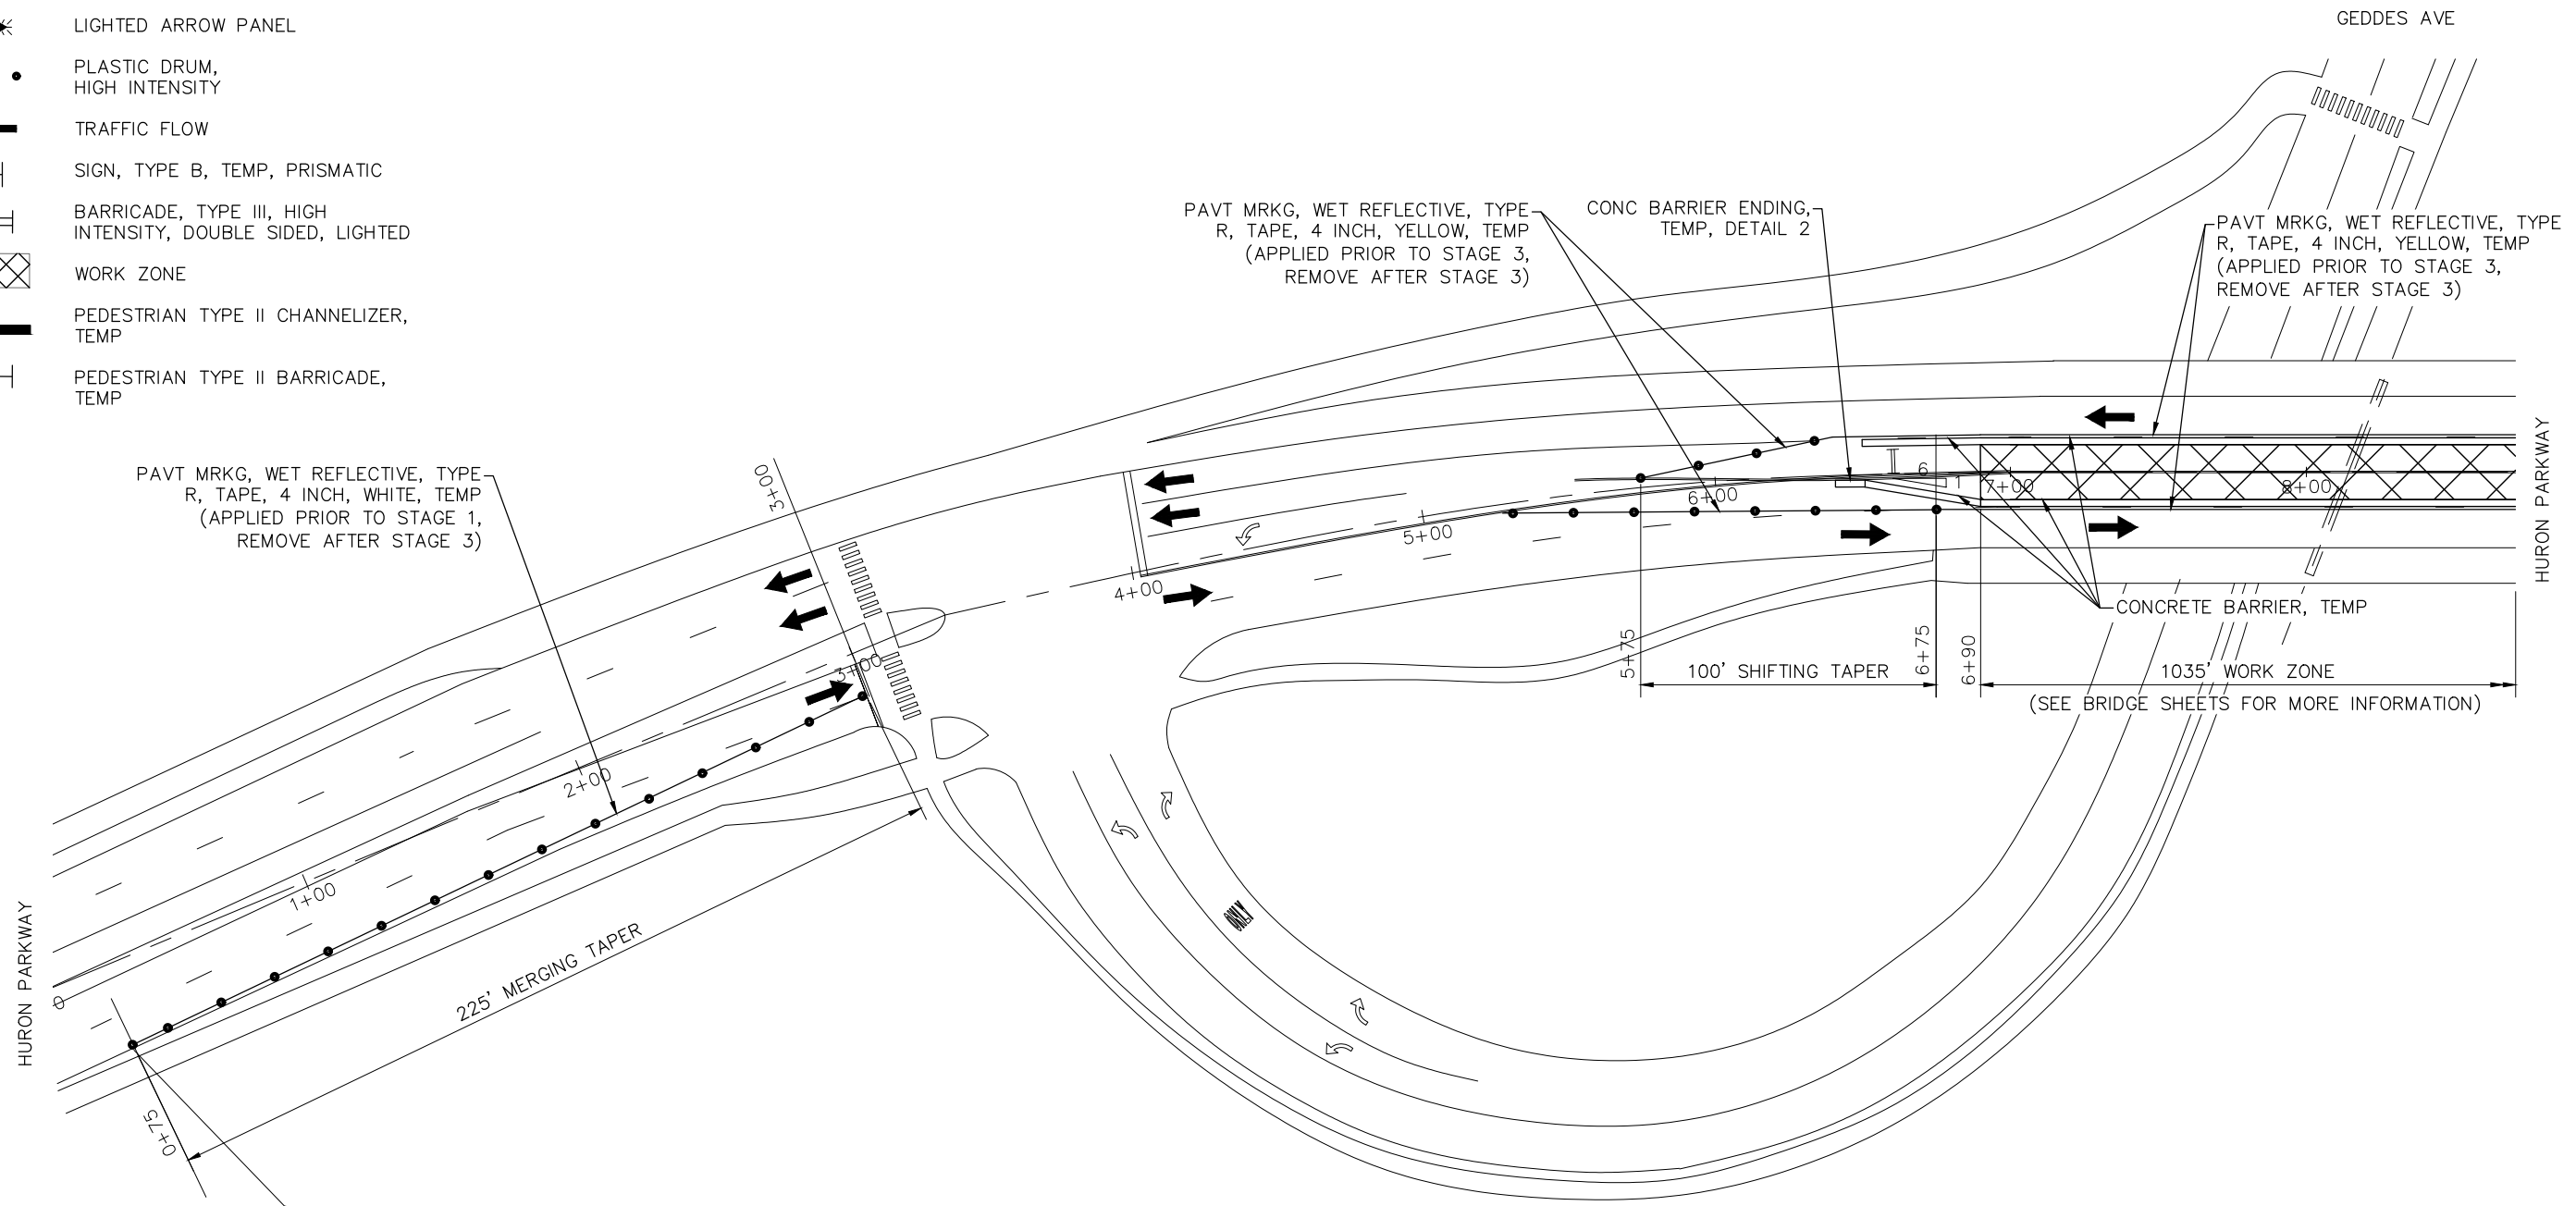 LIGHTED ARROW PANEL
PLASTIC DRUM,
HIGH INTENSITY
TRAFFIC FLOW
SIGN, TYPE B, TEMP, PRISMATIC
BARRICADE, TYPE III, HIGH
INTENSITY, DOUBLE SIDED, LIGHTED
WORK ZONE
PEDESTRIAN TYPE II CHANNELIZER,
TEMP
PEDESTRIAN TYPE II BARRICADE,
TEMP
GEDDES AVE
PAVT MRKG, WET REFLECTIVE, TYPE
R, TAPE, 4 INCH, YELLOW, TEMP
(APPLIED PRIOR TO STAGE 3,
REMOVE AFTER STAGE 3)
CONC BARRIER ENDING,
TEMP, DETAIL 2
PAVT MRKG, WET REFLECTIVE, TYPE
R, TAPE, 4 INCH, YELLOW, TEMP
(APPLIED PRIOR TO STAGE 3,
REMOVE AFTER STAGE 3)
PAVT MRKG, WET REFLECTIVE, TYPE
R, TAPE, 4 INCH, WHITE, TEMP
(APPLIED PRIOR TO STAGE 1,
REMOVE AFTER STAGE 3)
3+00
6
1
7+00
8+00
6+00
5+00
4+00
3+00
2+00
1+00
0
HURON PARKWAY
CONCRETE BARRIER, TEMP
5+75
6+75
6+90
100' SHIFTING TAPER
1035' WORK ZONE
(SEE BRIDGE SHEETS FOR MORE INFORMATION)
ONLY
225' MERGING TAPER
HURON PARKWAY
0+75